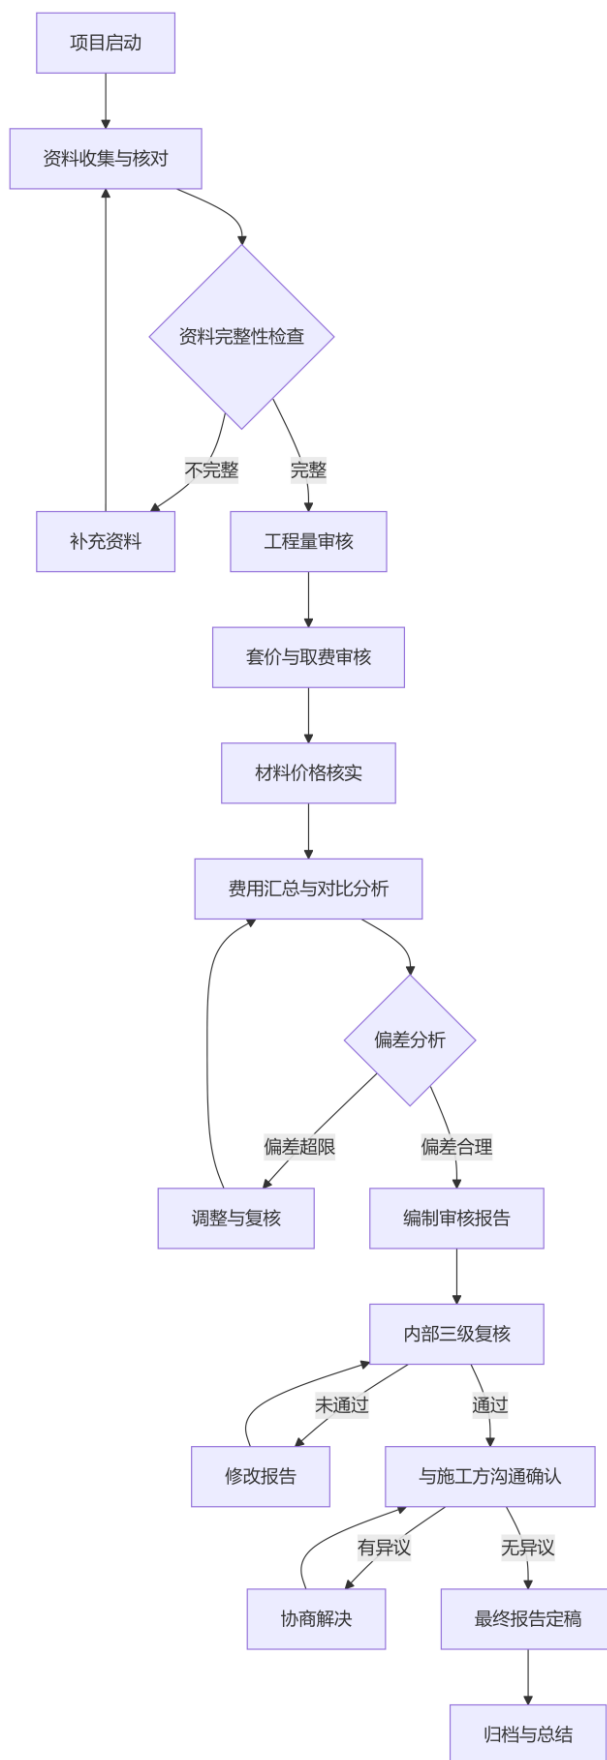 项目启动
资料收集与核对
资料完整性检查
不完整
完整
补充资料
工程量审核
套价与取费审核
材料价格核实
费用汇总与对比分析
偏差分析
偏差超限
偏差合理
调整与复核
编制审核报告
内部三级复核
未通过
通过
修改报告
与施工方沟通确认
有异议
无异议
协商解决
最终报告定稿
归档与总结